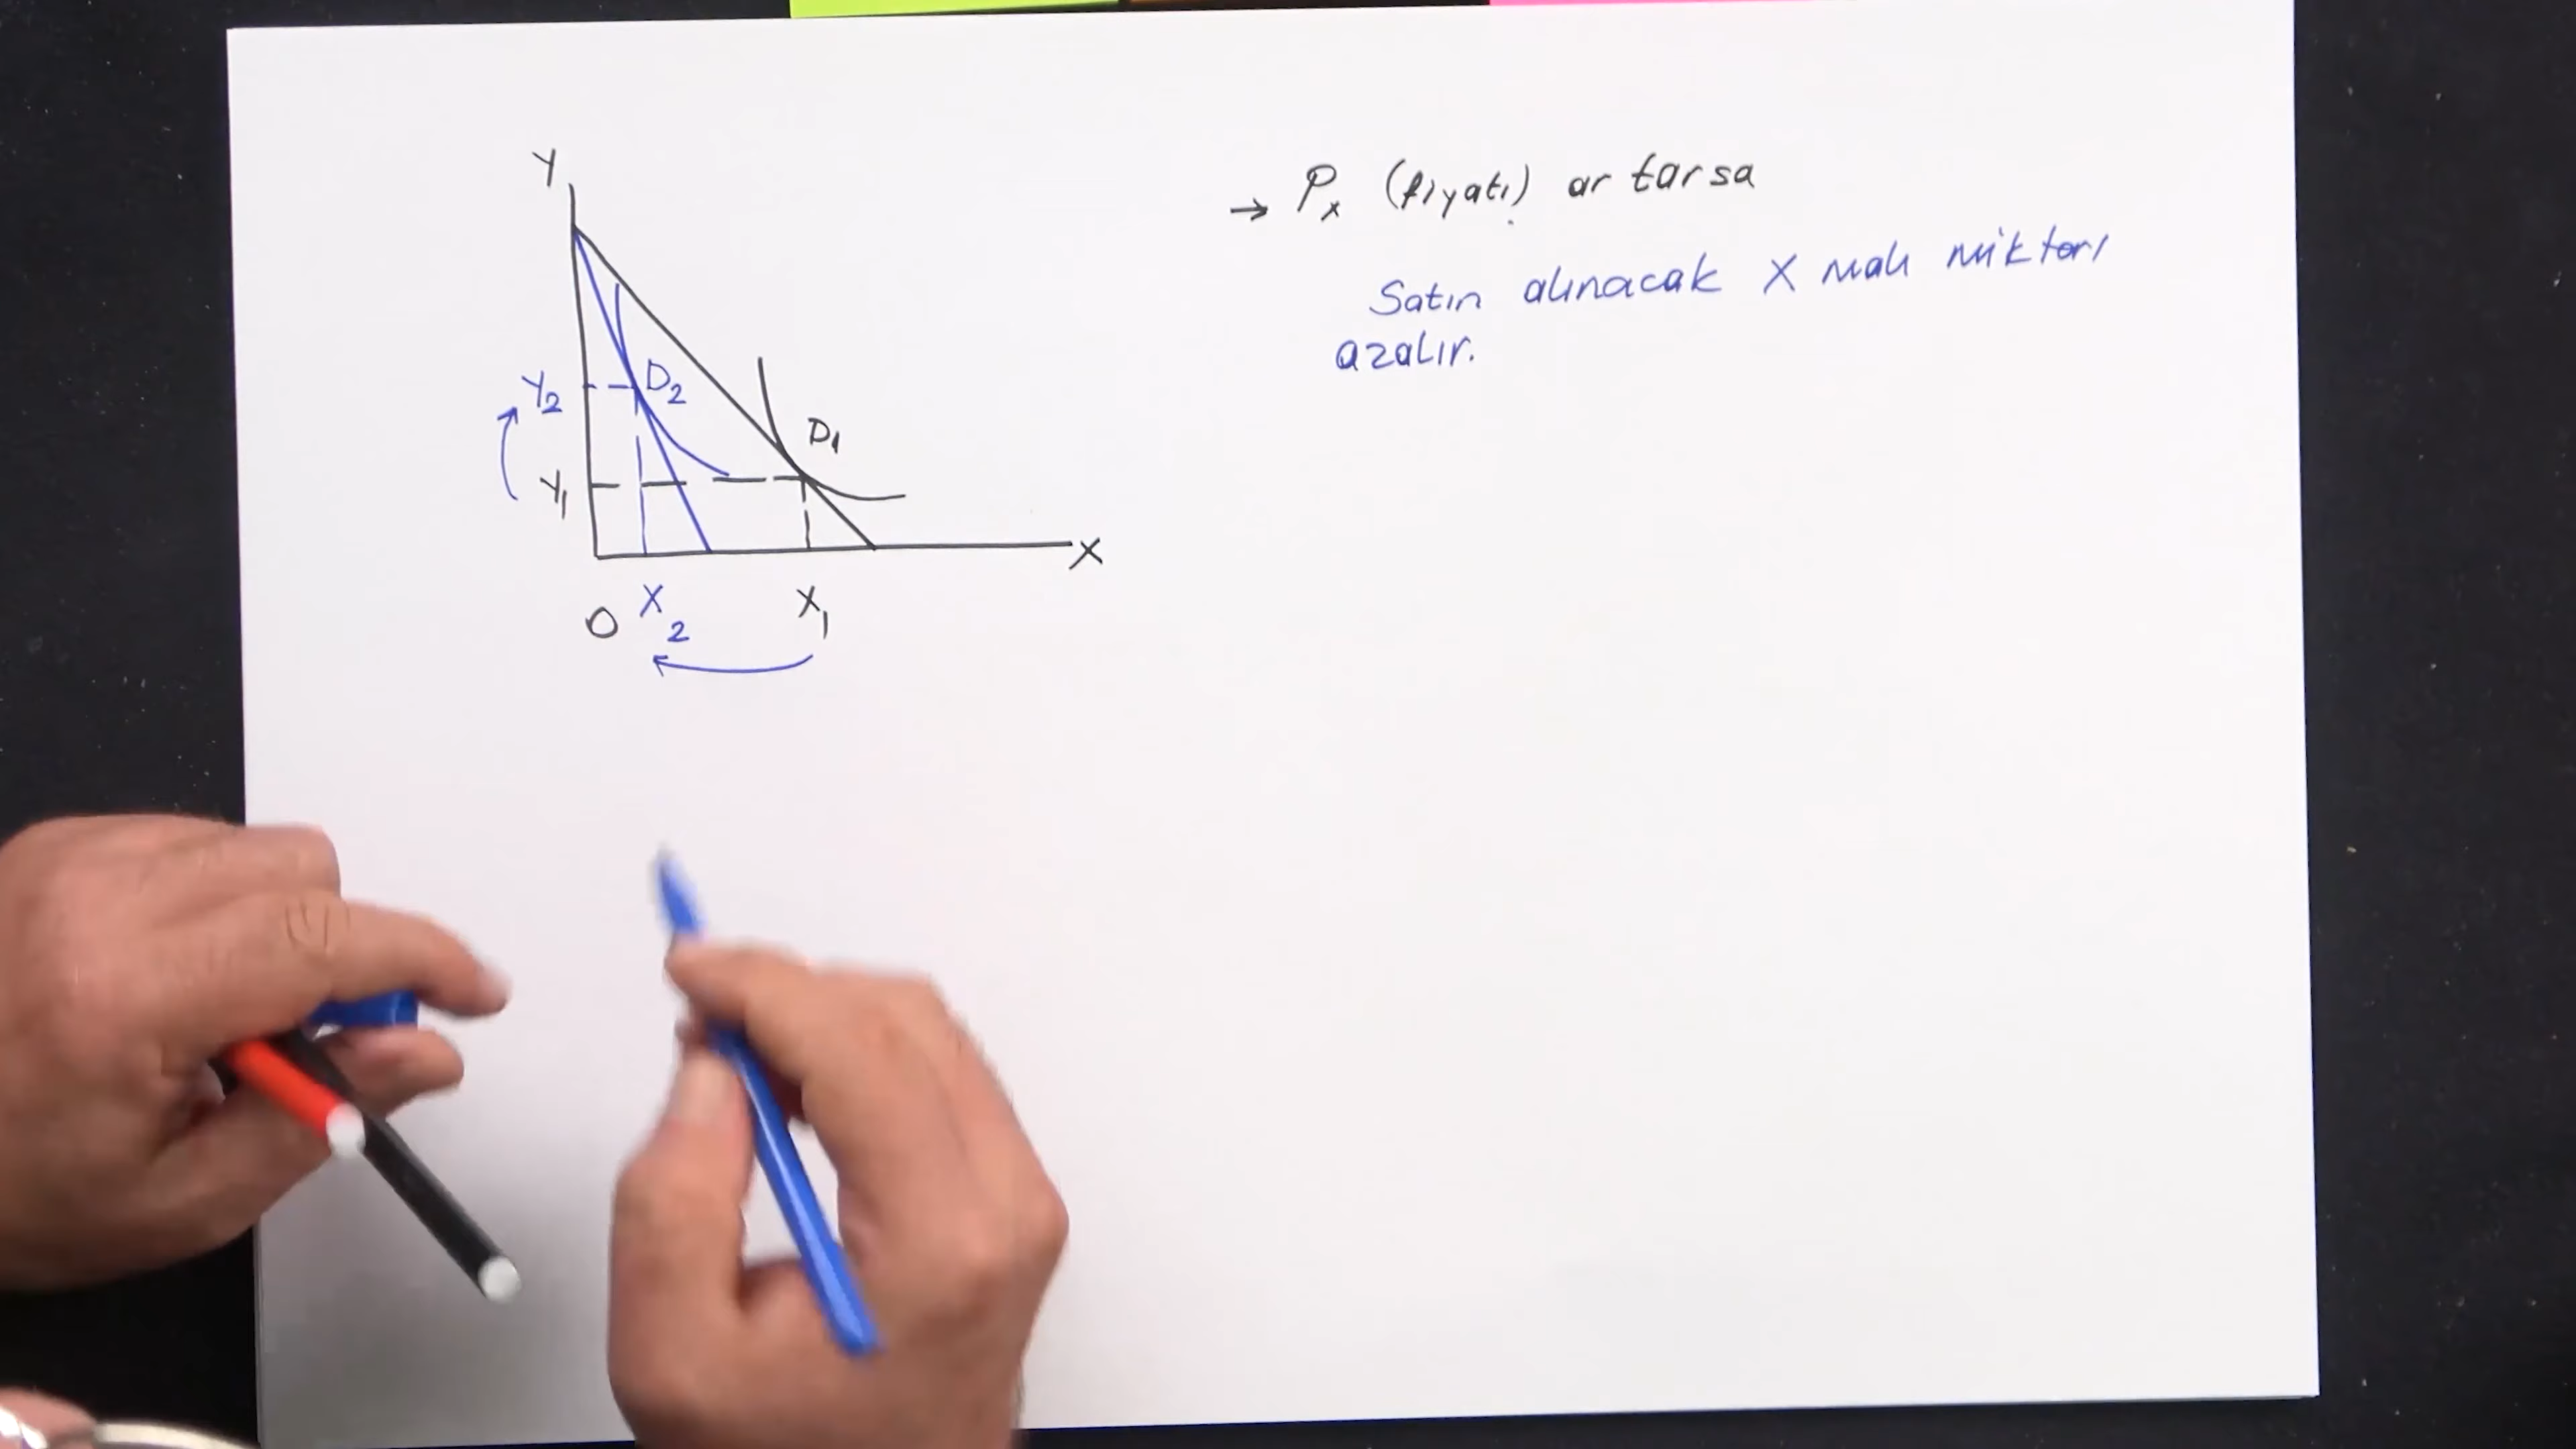 Y
Y₂
D₂
D₁
Y₁
X
O
X₂
X₁
→ Pₓ (fiyatı) artarsa
Satın alınacak X malı miktarı
azalır.